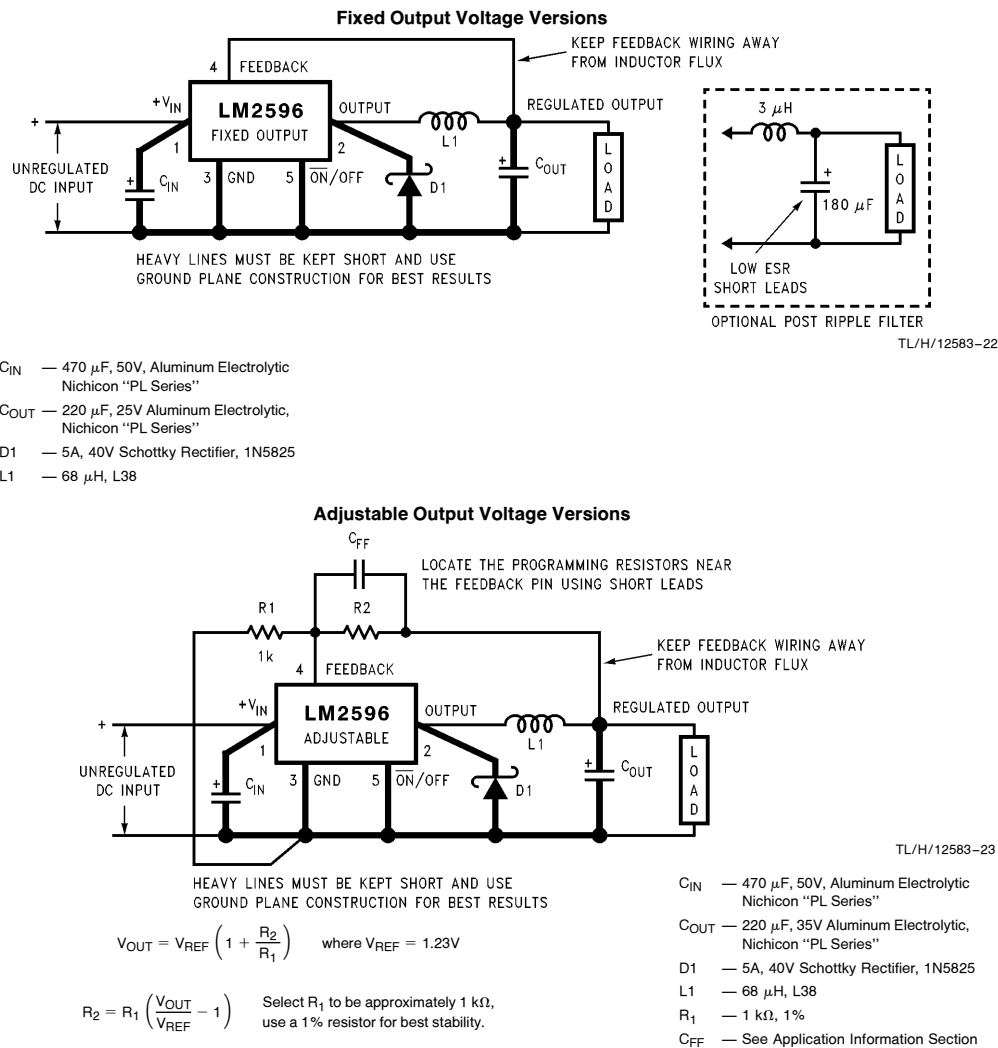 Fixed Output Voltage Versions
KEEP FEEDBACK WIRING AWAY
FROM INDUCTOR FLUX
4 FEEDBACK
+VIN
LM2596
FIXED OUTPUT
OUTPUT
REGULATED OUTPUT
+
1
2
L1
UNREGULATED
DC INPUT
+
CIN
3 GND
5 ON/OFF
D1
+
COUT
LOAD
HEAVY LINES MUST BE KEPT SHORT AND USE
GROUND PLANE CONSTRUCTION FOR BEST RESULTS
3 μH
+
180 μF
LOAD
LOW ESR
SHORT LEADS
OPTIONAL POST RIPPLE FILTER
TL/H/12583–22
CIN — 470 μF, 50V, Aluminum Electrolytic
Nichicon ‘‘PL Series’’
COUT — 220 μF, 25V Aluminum Electrolytic,
Nichicon ‘‘PL Series’’
D1 — 5A, 40V Schottky Rectifier, 1N5825
L1 — 68 μH, L38
Adjustable Output Voltage Versions
CFF
LOCATE THE PROGRAMMING RESISTORS NEAR
THE FEEDBACK PIN USING SHORT LEADS
R1
R2
1k
4 FEEDBACK
KEEP FEEDBACK WIRING AWAY
FROM INDUCTOR FLUX
+VIN
LM2596
ADJUSTABLE
OUTPUT
REGULATED OUTPUT
+
1
2
L1
UNREGULATED
DC INPUT
+
CIN
3 GND
5 ON/OFF
D1
+
COUT
LOAD
TL/H/12583–23
HEAVY LINES MUST BE KEPT SHORT AND USE
GROUND PLANE CONSTRUCTION FOR BEST RESULTS
VOUT = VREF (1 + R2/R1) where VREF = 1.23V
R2 = R1 (VOUT/VREF − 1)
Select R1 to be approximately 1 kΩ,
use a 1% resistor for best stability.
CIN — 470 μF, 50V, Aluminum Electrolytic
Nichicon ‘‘PL Series’’
COUT — 220 μF, 35V Aluminum Electrolytic,
Nichicon ‘‘PL Series’’
D1 — 5A, 40V Schottky Rectifier, 1N5825
L1 — 68 μH, L38
R1 — 1 kΩ, 1%
CFF — See Application Information Section